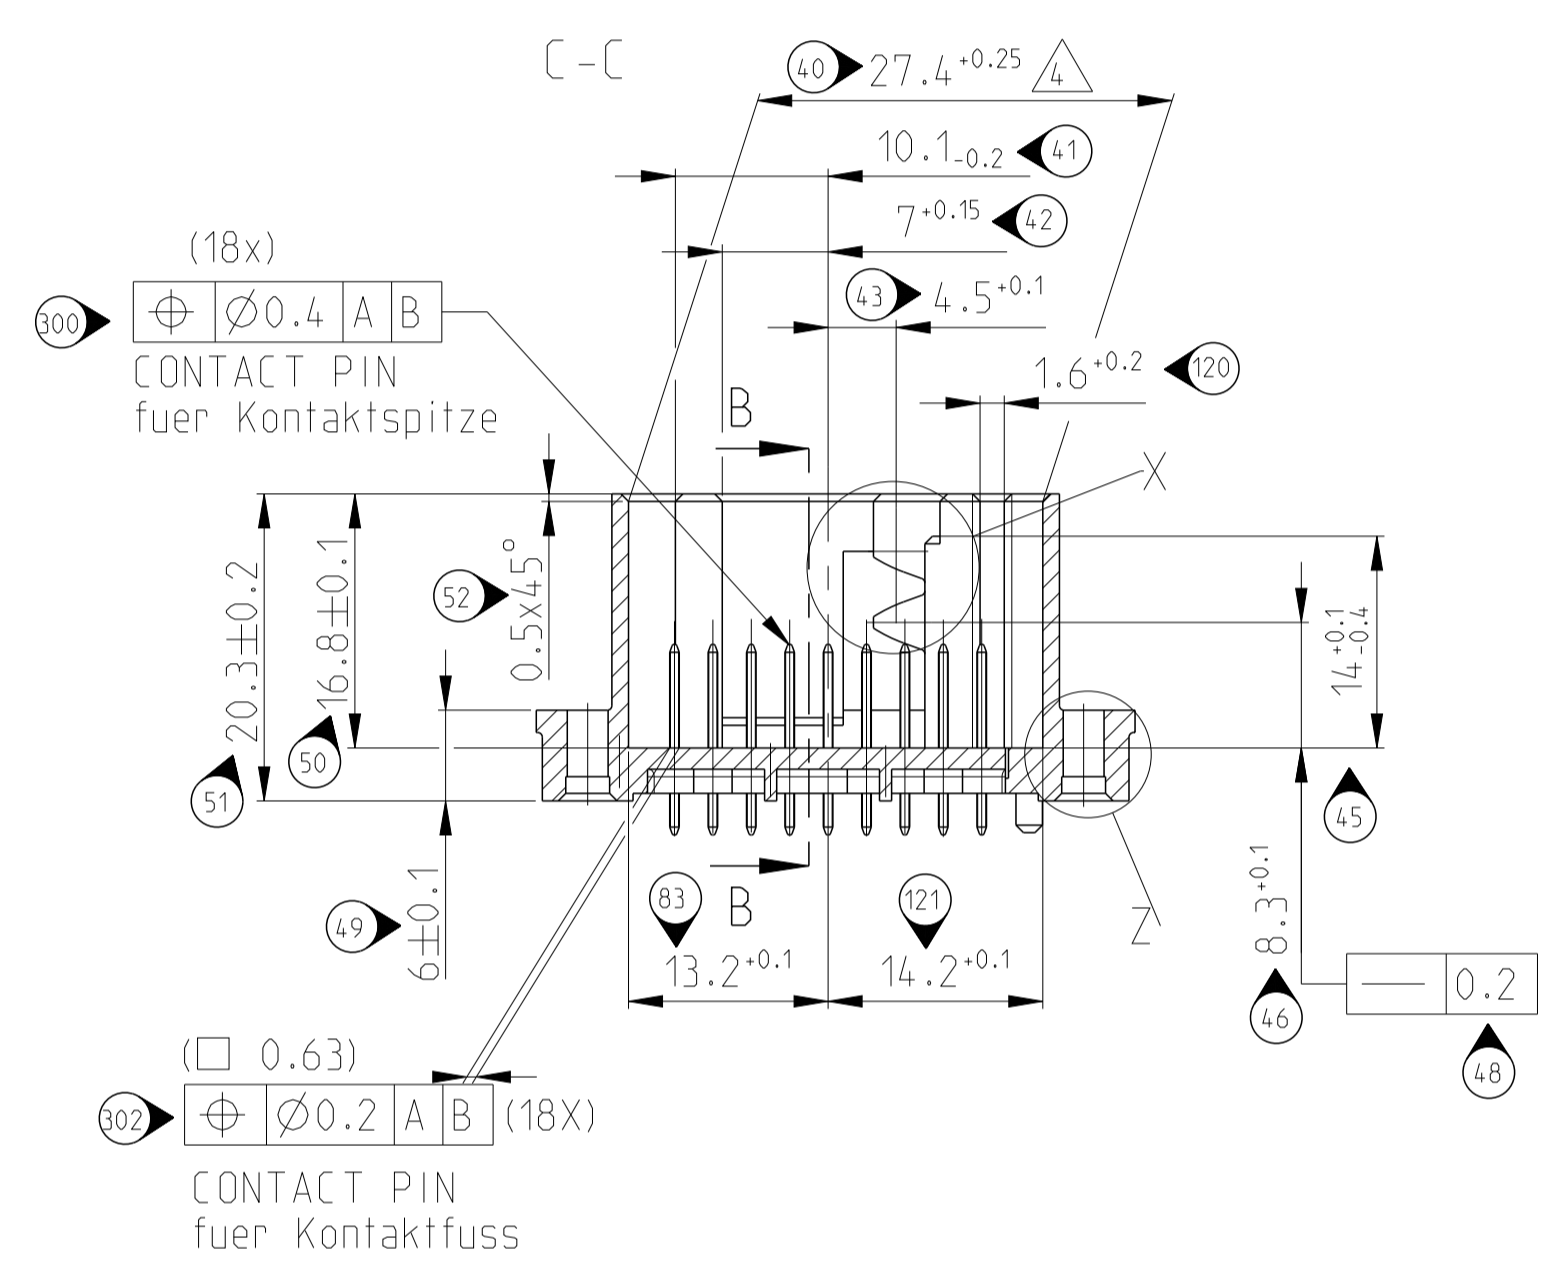 C-C
40 27.4 +0.25 4
10.1 -0.2 41
7 +0.15 42
(18x)
43 4.5 +0.1
300 ⌖ Ø0.4 A B
CONTACT PIN
fuer Kontaktspitze
1.6 +0.2 120
B
X
52 0.5x45°
51 20.3±0.2
50 16.8±0.1
45 14 +0.1 -0.4
49 6±0.1
83 13.2 +0.1
B
121 14.2 +0.1
Z
46 8.3 +0.1
— 0.2
48
(□ 0.63)
302 ⌖ Ø0.2 A B (18X)
CONTACT PIN
fuer Kontaktfuss